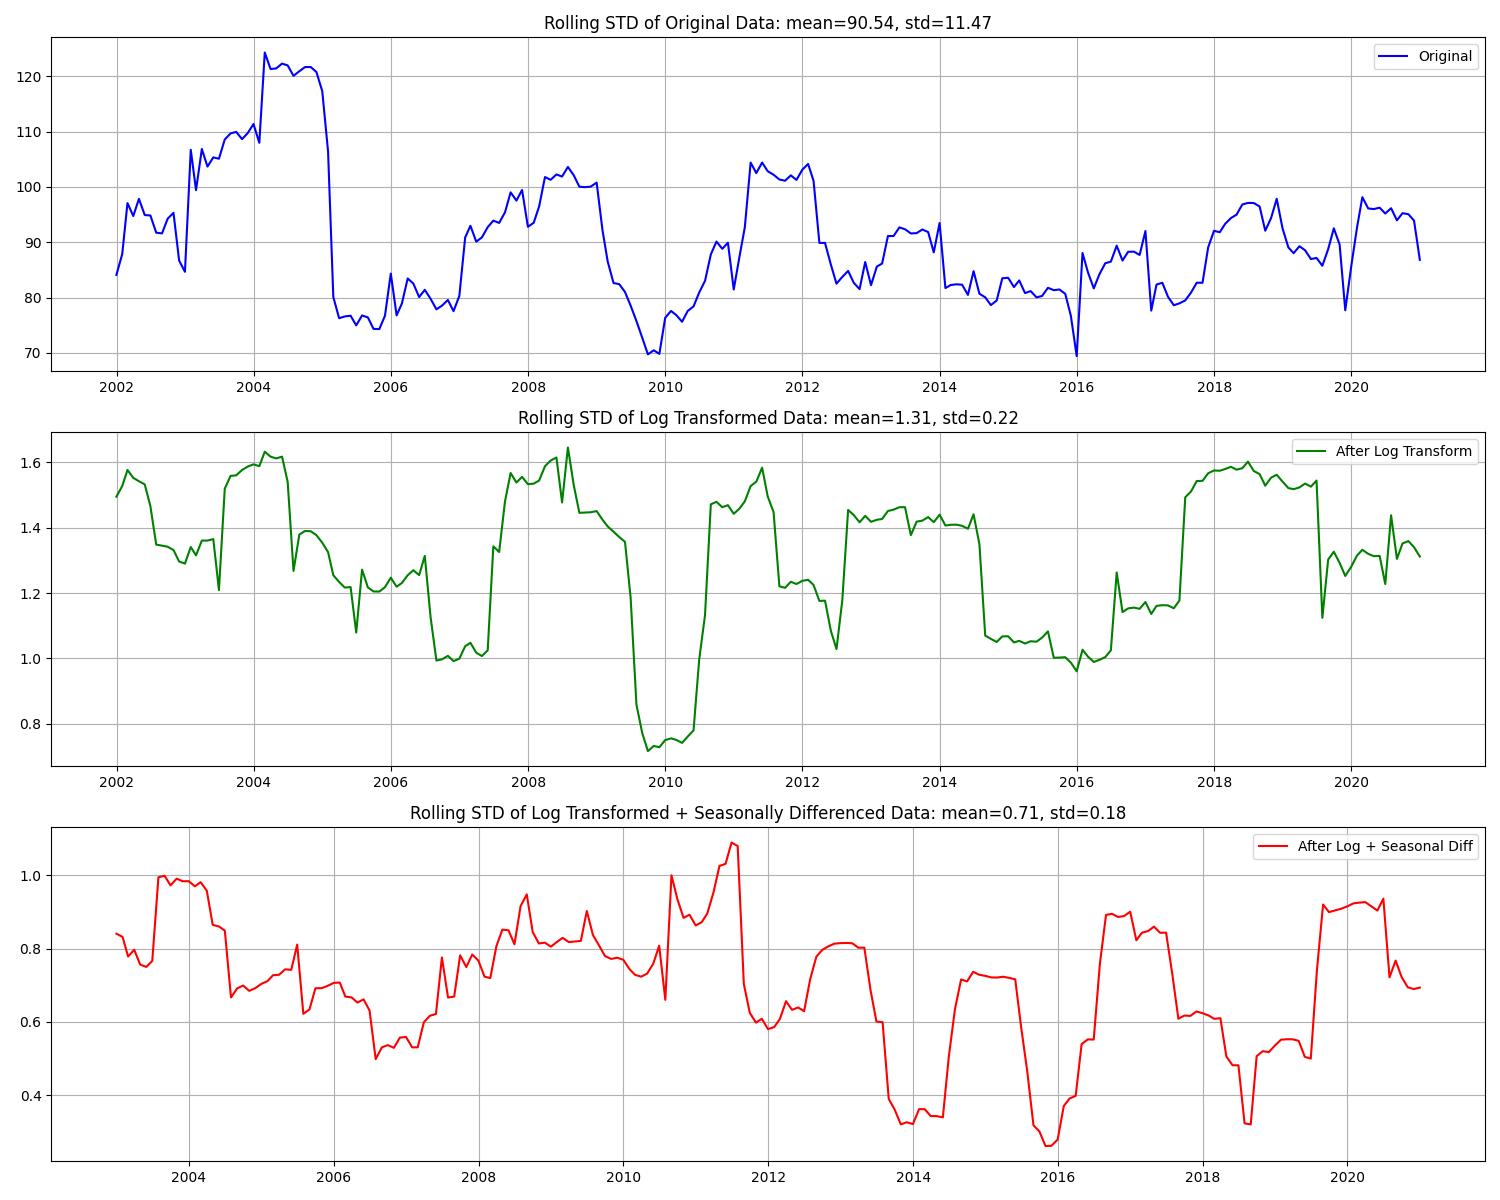 Rolling STD of Original Data: mean=90.54, std=11.47
Original
120
110
100
90
80
70
2002 2004 2006 2008 2010 2012 2014 2016 2018 2020
Rolling STD of Log Transformed Data: mean=1.31, std=0.22
After Log Transform
1.6
1.4
1.2
1.0
0.8
2002 2004 2006 2008 2010 2012 2014 2016 2018 2020
Rolling STD of Log Transformed + Seasonally Differenced Data: mean=0.71, std=0.18
After Log + Seasonal Diff
1.0
0.8
0.6
0.4
2004 2006 2008 2010 2012 2014 2016 2018 2020